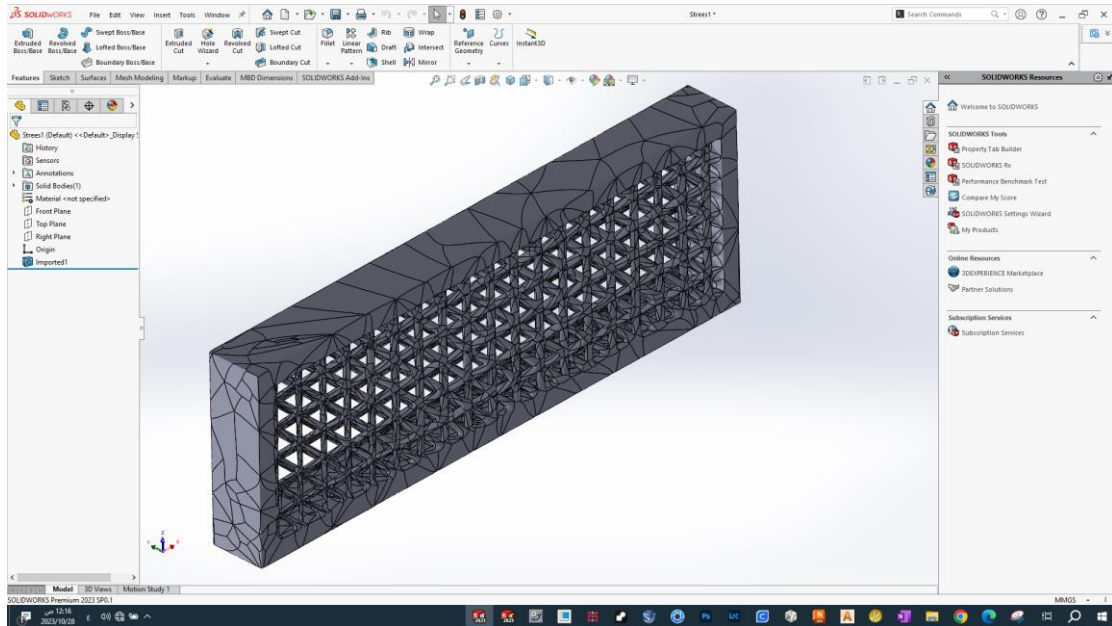 SOLIDWORKS File Edit View Insert Tools Window Strees1 * Search Commands
Extruded Boss/Base
Revolved Boss/Base
Swept Boss/Base
Lofted Boss/Base
Boundary Boss/Base
Extruded Cut
Hole Wizard
Revolved Cut
Swept Cut
Lofted Cut
Boundary Cut
Fillet
Linear Pattern
Rib
Draft
Shell
Wrap
Intersect
Mirror
Reference Geometry
Curves
Instant3D
Features Sketch Surfaces Mesh Modeling Markup Evaluate MBD Dimensions SOLIDWORKS Add-Ins
Strees1 (Default) <<Default>_Display S
History
Sensors
Annotations
Solid Bodies(1)
Material <not specified>
Front Plane
Top Plane
Right Plane
Origin
Imported1
SOLIDWORKS Resources
Welcome to SOLIDWORKS
SOLIDWORKS Tools
Property Tab Builder
SOLIDWORKS Rx
Performance Benchmark Test
Compare My Score
SOLIDWORKS Settings Wizard
My Products
Online Resources
3DEXPERIENCE Marketplace
Partner Solutions
Subscription Services
Subscription Services
Model 3D Views Motion Study 1
SOLIDWORKS Premium 2023 SP0.1 MMGS
12:16 ص
2023/10/28